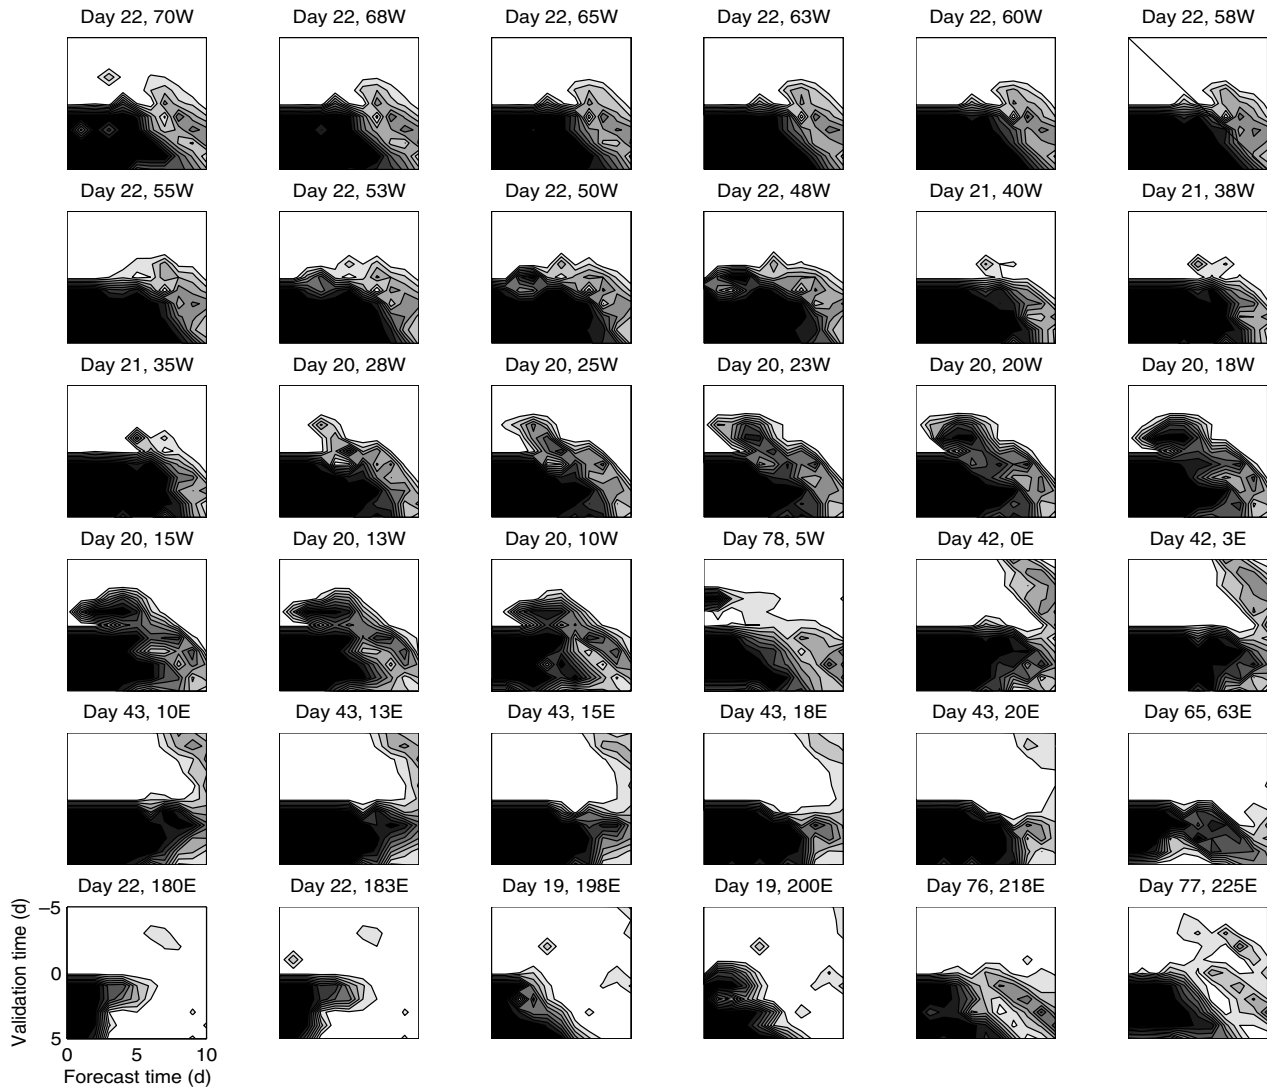 Day 22, 70W Day 22, 68W Day 22, 65W Day 22, 63W Day 22, 60W Day 22, 58W
Day 22, 55W Day 22, 53W Day 22, 50W Day 22, 48W Day 21, 40W Day 21, 38W
Day 21, 35W Day 20, 28W Day 20, 25W Day 20, 23W Day 20, 20W Day 20, 18W
Day 20, 15W Day 20, 13W Day 20, 10W Day 78, 5W Day 42, 0E Day 42, 3E
Day 43, 10E Day 43, 13E Day 43, 15E Day 43, 18E Day 43, 20E Day 65, 63E
Day 22, 180E Day 22, 183E Day 19, 198E Day 19, 200E Day 76, 218E Day 77, 225E
−5
0
5
Validation time (d)
0 5 10
Forecast time (d)